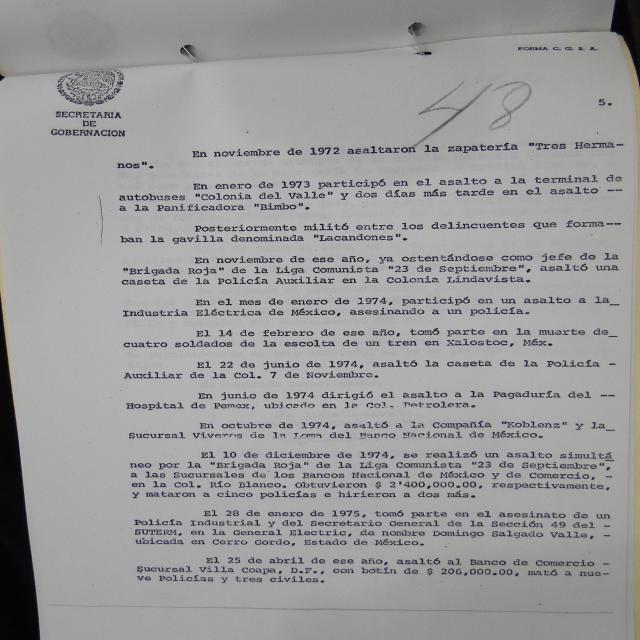 FORMA C. G. 2. A.
48
5.
SECRETARIA
DE
GOBERNACION
En noviembre de 1972 asaltaron la zapatería "Tres Herma-
nos".
En enero de 1973 participó en el asalto a la terminal de
autobuses "Colonia del Valle" y dos días más tarde en el asalto --
a la Panificadora "Bimbo".
Posteriormente militó entre los delincuentes que forma--
ban la gavilla denominada "Lacandones".
En noviembre de ese año, ya ostentándose como jefe de la
"Brigada Roja" de la Liga Comunista "23 de Septiembre", asaltó una
caseta de la Policía Auxiliar en la Colonia Lindavista.
En el mes de enero de 1974, participó en un asalto a la_
Industria Eléctrica de México, asesinando a un policía.
El 14 de febrero de ese año, tomó parte en la muerte de_
cuatro soldados de la escolta de un tren en Xalostoc, Méx.
El 22 de junio de 1974, asaltó la caseta de la Policía -
Auxiliar de la Col. 7 de Noviembre.
En junio de 1974 dirigió el asalto a la Pagaduría del --
Hospital de Pemex, ubicado en la Col. Petrolera.
En octubre de 1974, asaltó a la Compañía "Koblenz" y la_
Sucursal Viveros de la Loma del Banco Nacional de México.
El 10 de diciembre de 1974, se realizó un asalto simultá
neo por la "Brigada Roja" de la Liga Comunista "23 de Septiembre",
a las Sucursales de los Bancos Nacional de México y de Comercio, -
en la Col. Río Blanco. Obtuvieron $ 2'400,000.00, respectivamente,
y mataron a cinco policías e hirieron a dos más.
El 28 de enero de 1975, tomó parte en el asesinato de un
Policía Industrial y del Secretario General de la Sección 49 del -
SUTERM, en la General Electric, de nombre Domingo Salgado Valle, -
ubicada en Cerro Gordo, Estado de México.
El 25 de abril de ese año, asaltó al Banco de Comercio -
Sucursal Villa Coapa, D.F., con botín de $ 206,000.00, mató a nue-
ve Policías y tres civiles.